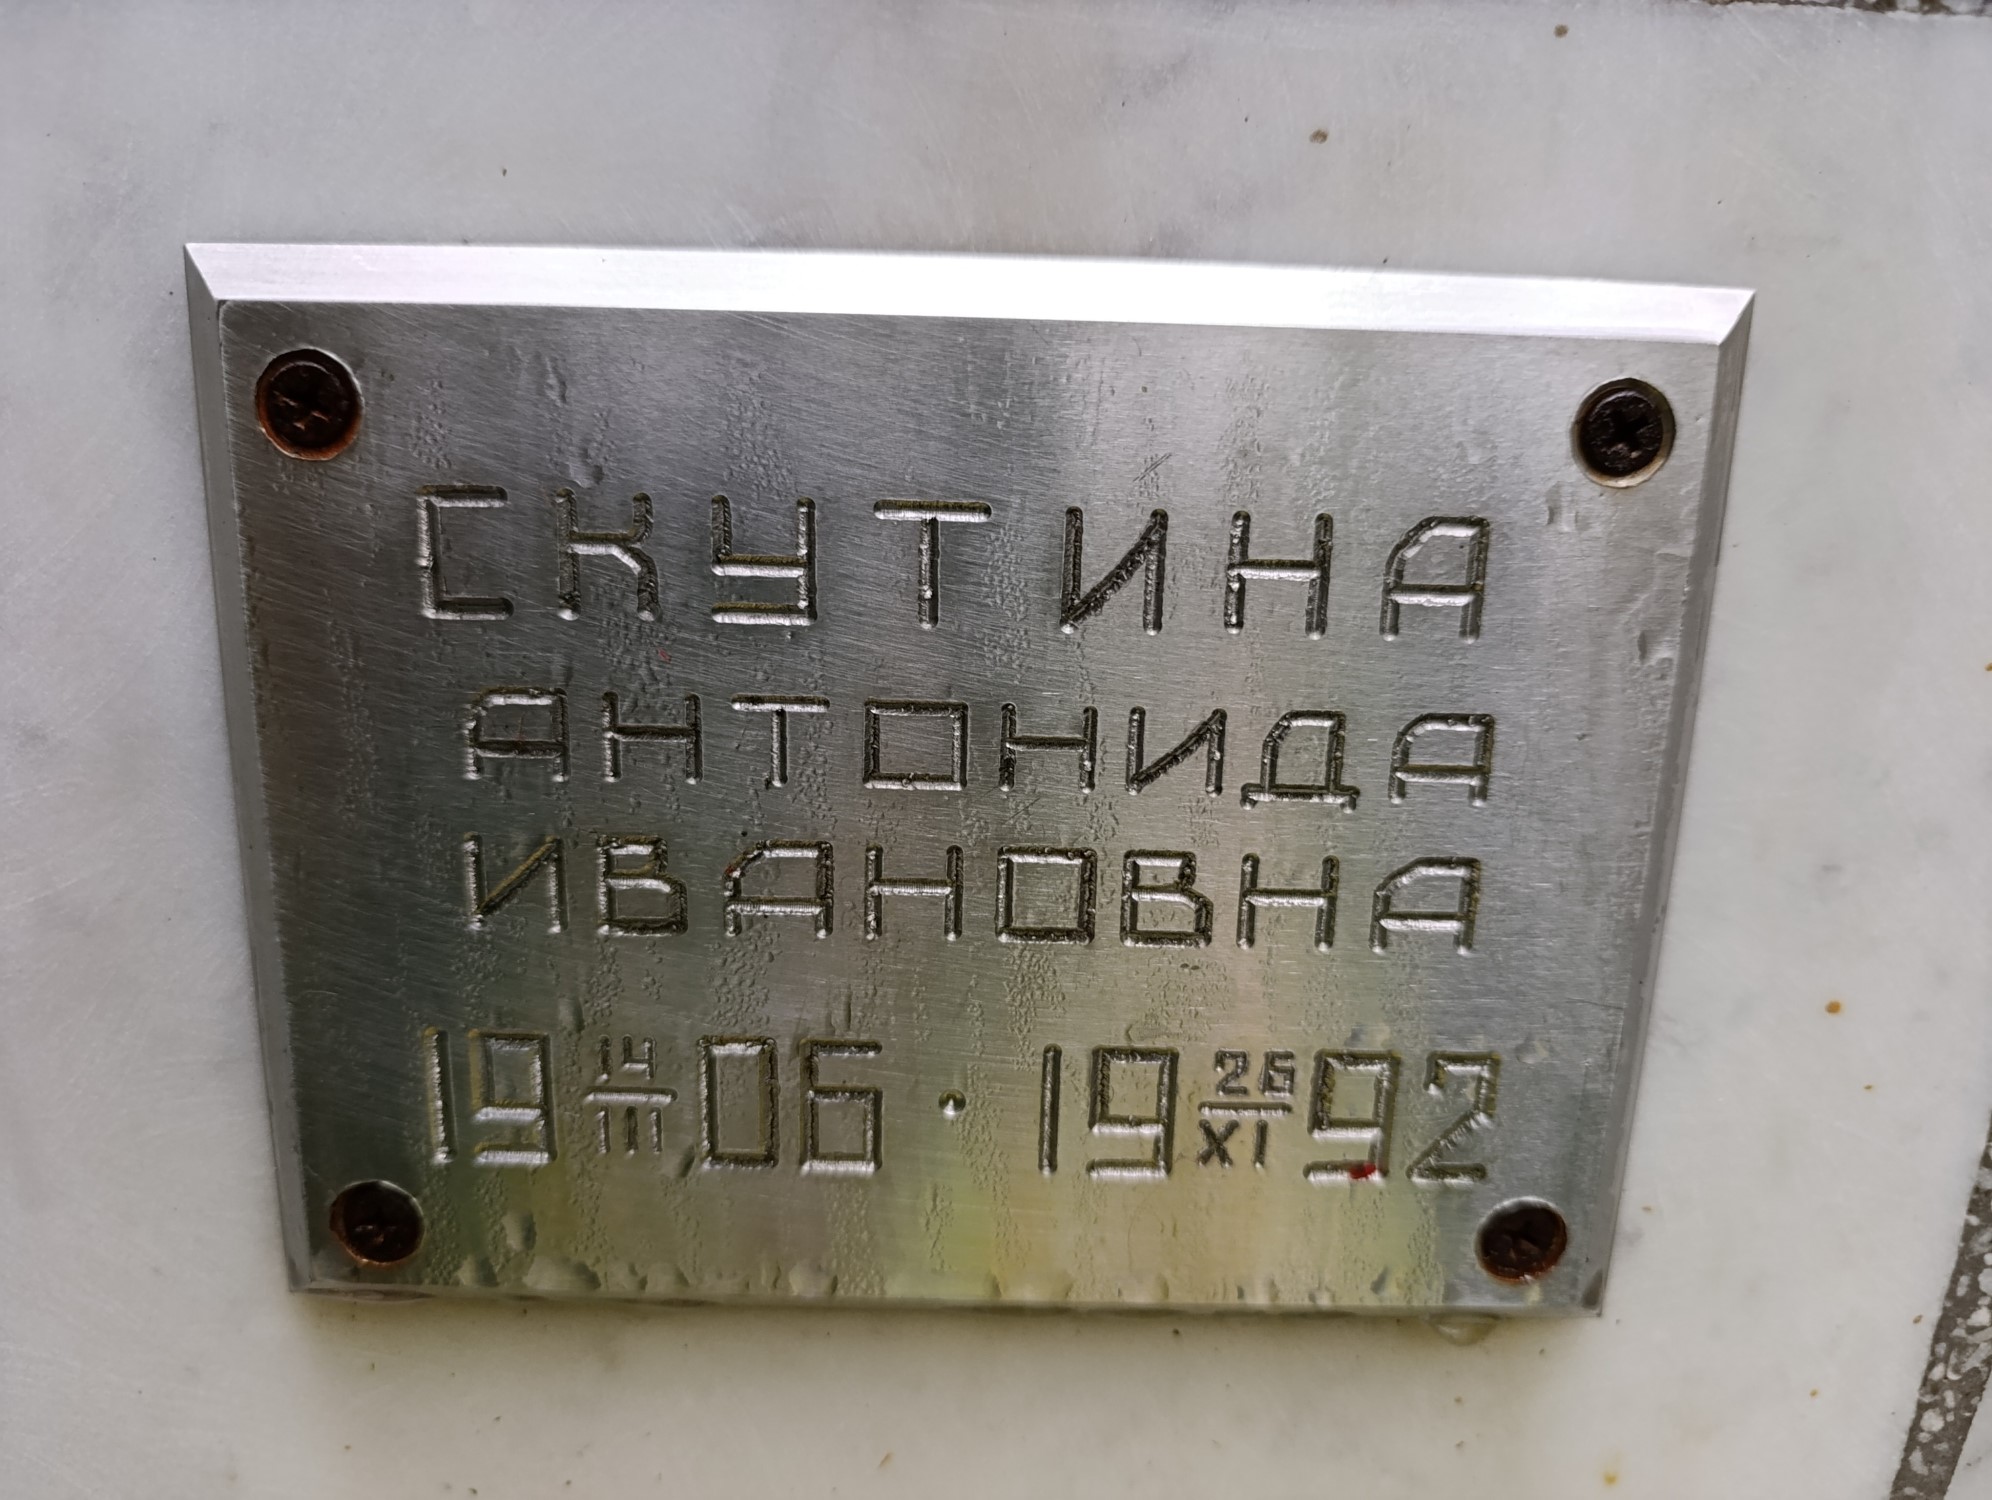 СКУТИНА
АНТОНИДА
ИВАНОВНА
19 14/III 06 · 19 26/XI 92